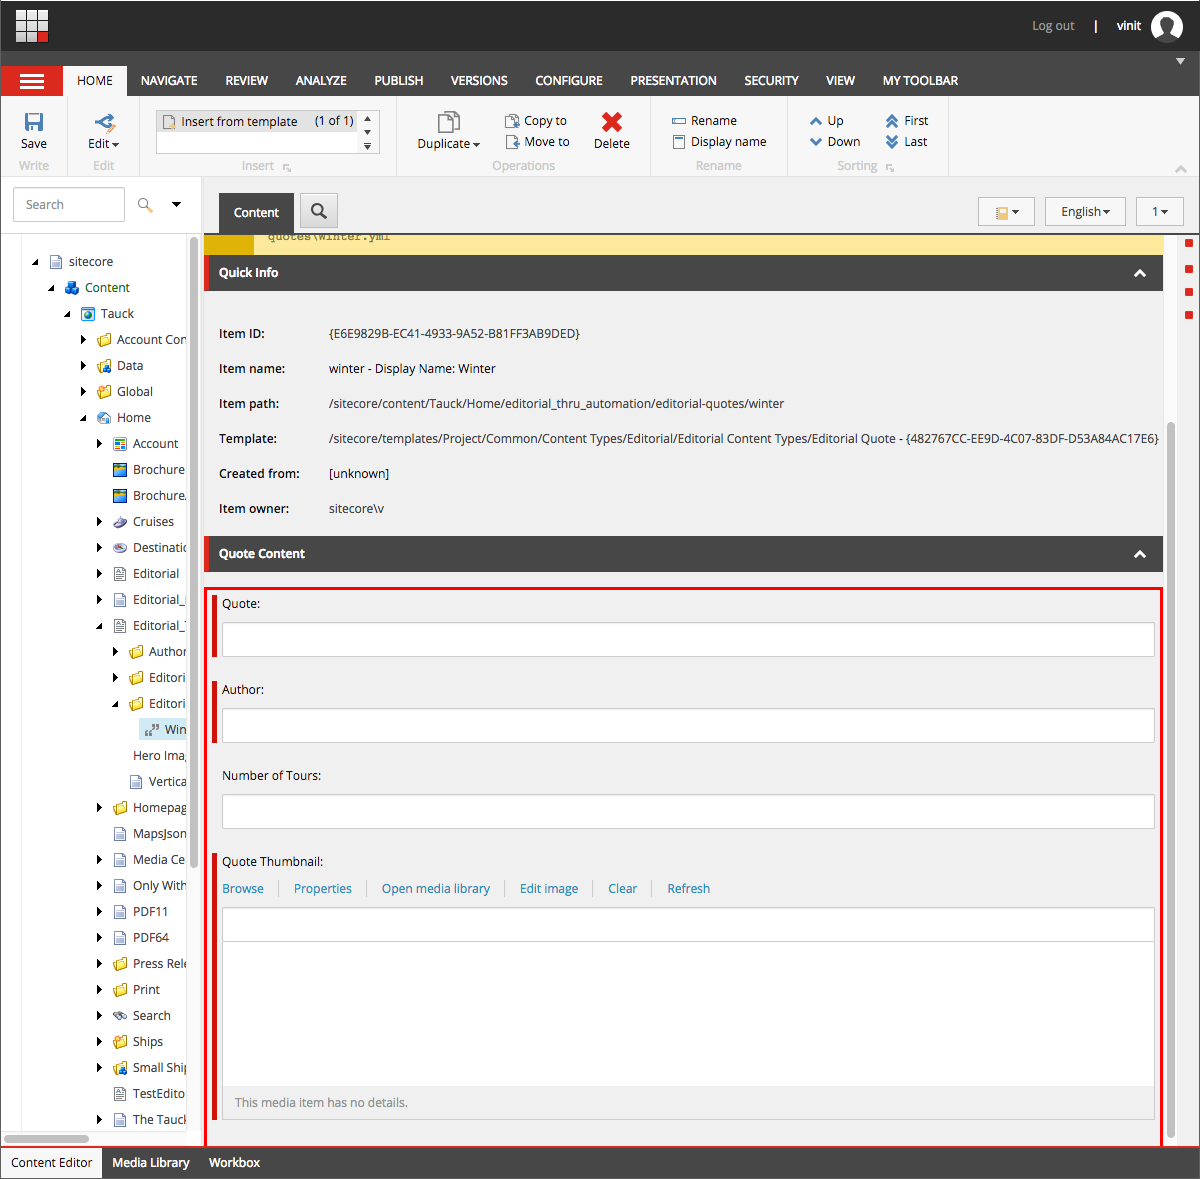 Log out | vinit
HOME NAVIGATE REVIEW ANALYZE PUBLISH VERSIONS CONFIGURE PRESENTATION SECURITY VIEW MY TOOLBAR
Save
Write
Edit
Edit
Insert from template (1 of 1)
Insert
Duplicate
Copy to
Move to
Delete
Operations
Rename
Display name
Rename
Up
Down
First
Last
Sorting
Search
Content
English
1
sitecore
Content
Tauck
Account Con
Data
Global
Home
Account
Brochure
Brochure
Cruises
Destinatio
Editorial
Editorial_
Editorial_
Author
Editori
Editori
Win
Hero Ima
Vertica
Homepag
MapsJson
Media Ce
Only With
PDF11
PDF64
Press Rele
Print
Search
Ships
Small Ship
TestEdito
The Tauck
quotes\winter.yml
Quick Info
Item ID: {E6E9829B-EC41-4933-9A52-B81FF3AB9DED}
Item name: winter - Display Name: Winter
Item path: /sitecore/content/Tauck/Home/editorial_thru_automation/editorial-quotes/winter
Template: /sitecore/templates/Project/Common/Content Types/Editorial/Editorial Content Types/Editorial Quote - {482767CC-EE9D-4C07-83DF-D53A84AC17E6}
Created from: [unknown]
Item owner: sitecore\v
Quote Content
Quote:
Author:
Number of Tours:
Quote Thumbnail:
Browse Properties Open media library Edit image Clear Refresh
This media item has no details.
Content Editor Media Library Workbox